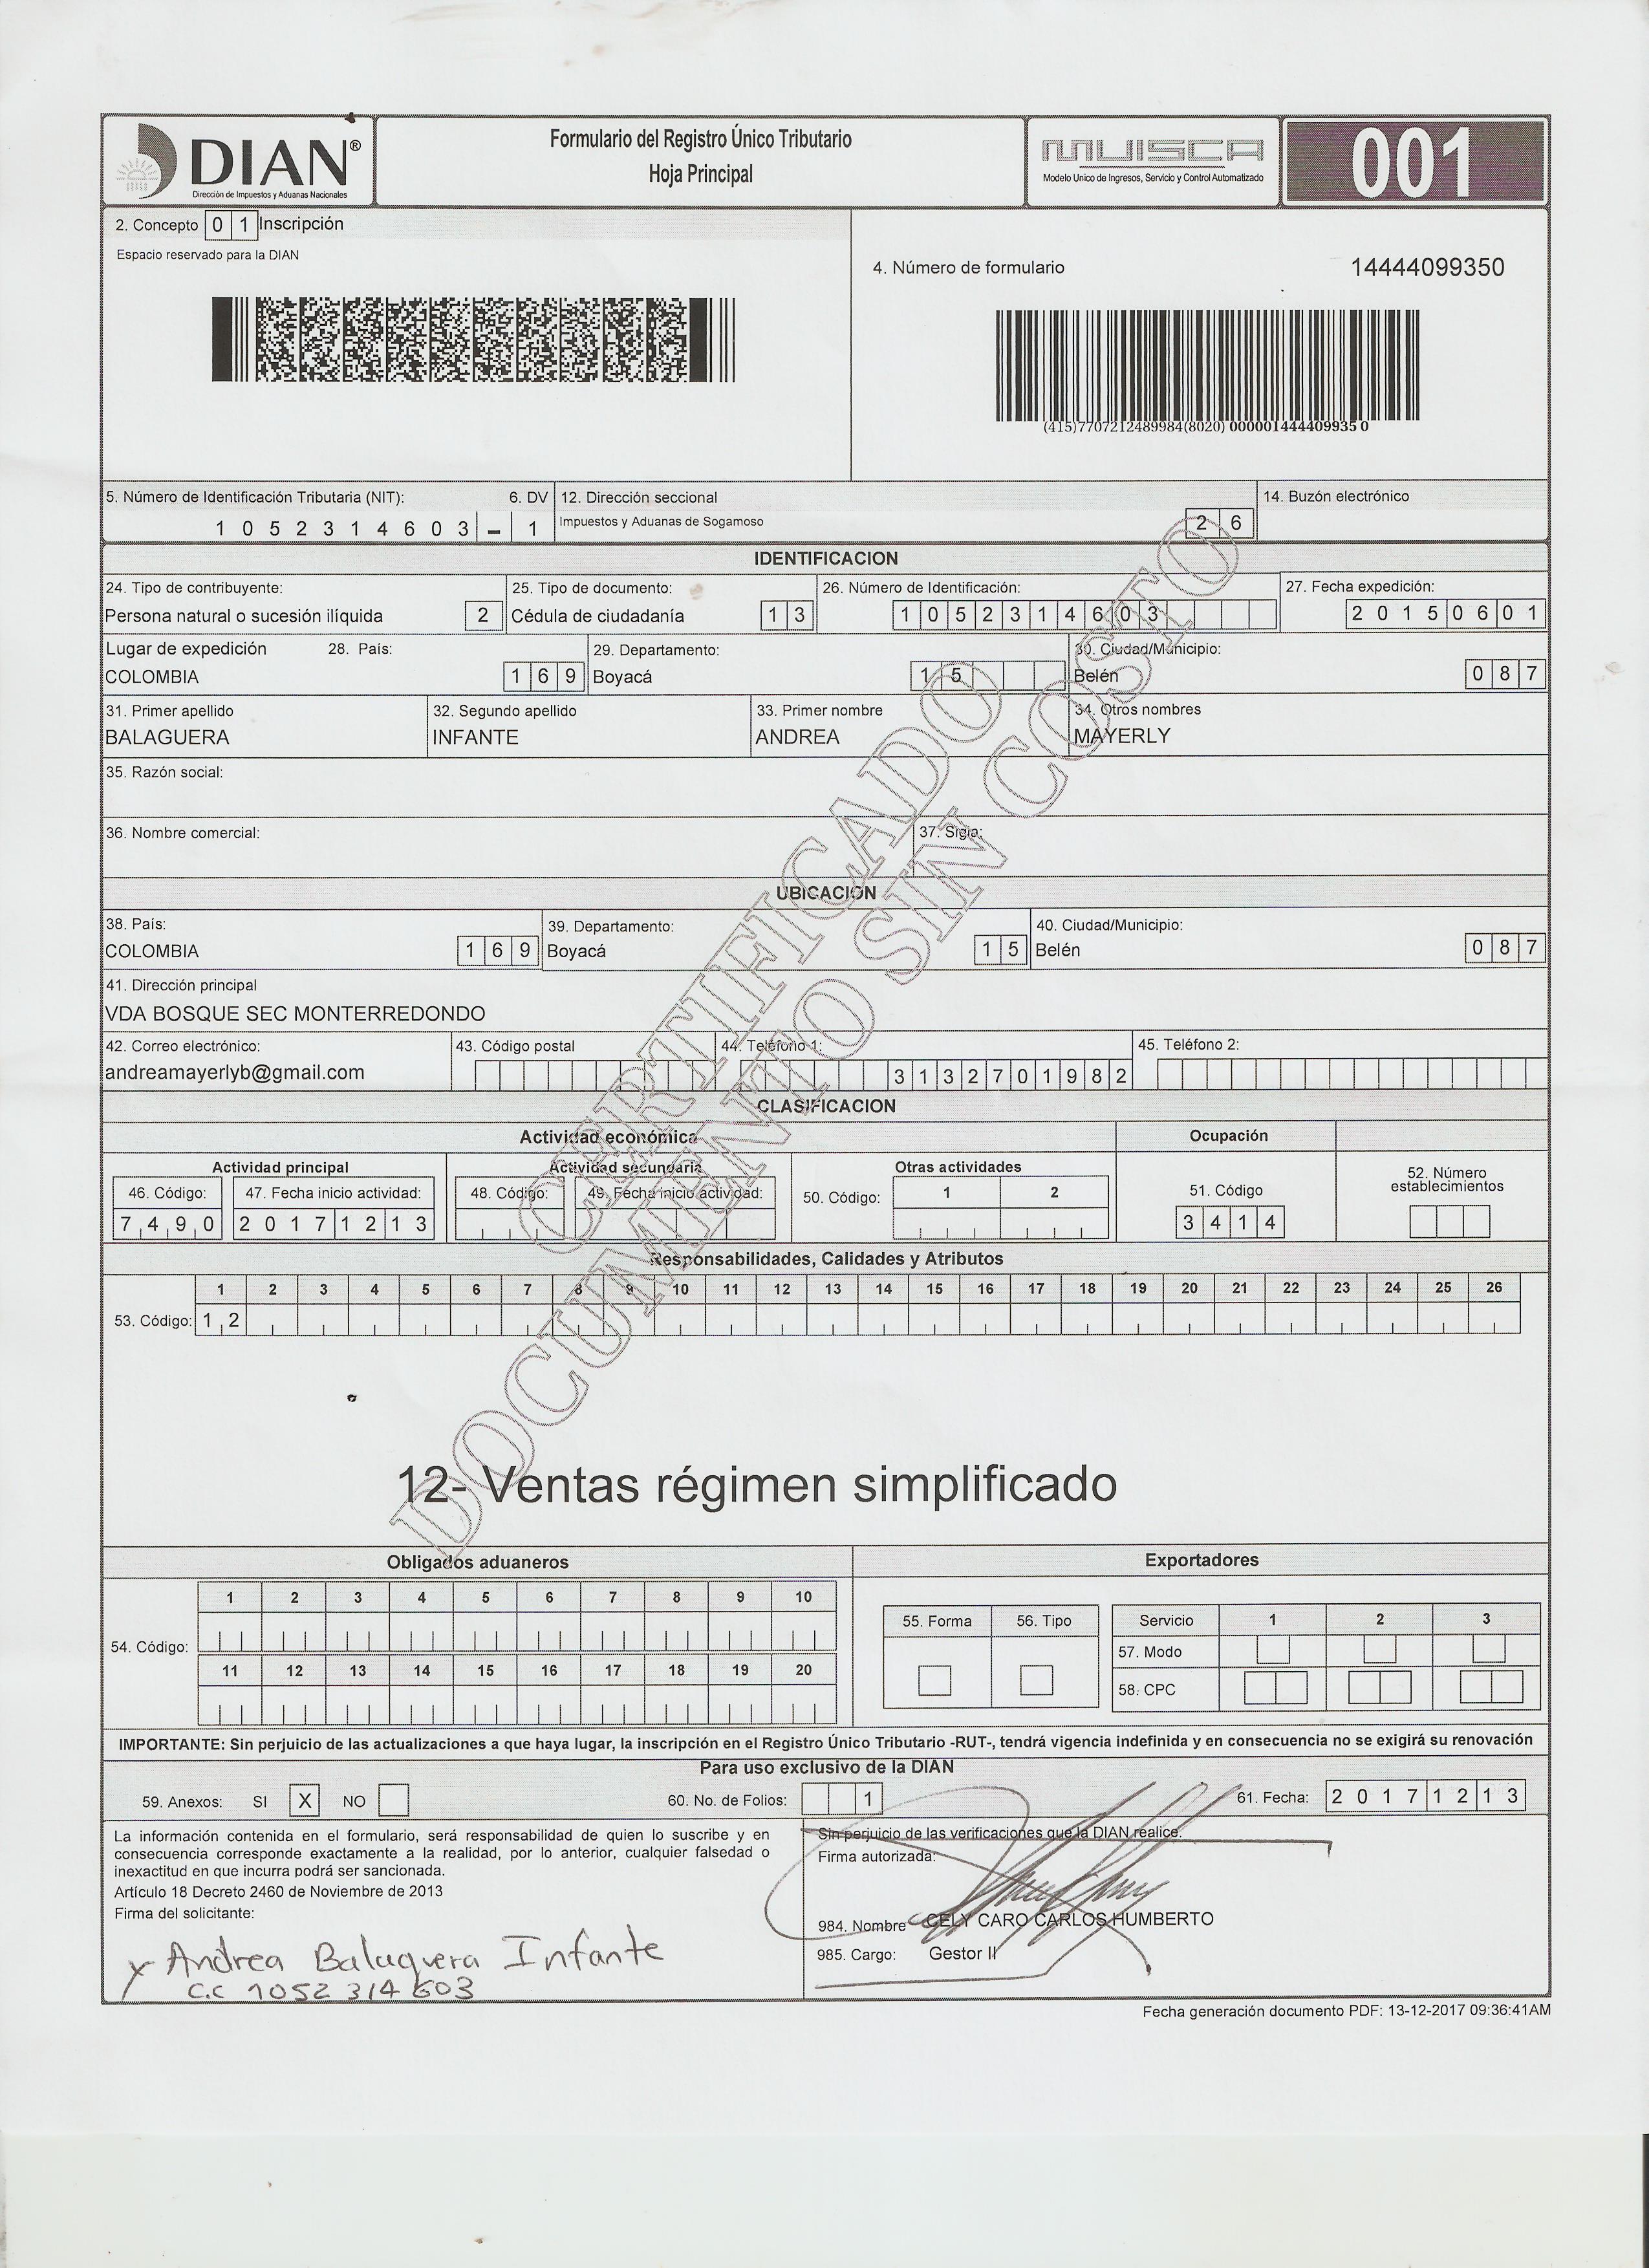 DIAN®
Dirección de Impuestos y Aduanas Nacionales
Formulario del Registro Único Tributario
Hoja Principal
MUISCA
Modelo Unico de Ingresos, Servicio y Control Automatizado
001
2. Concepto 0 1 Inscripción
Espacio reservado para la DIAN
4. Número de formulario 14444099350
(415)7707212489984(8020) 000001444409935 0
5. Número de Identificación Tributaria (NIT): 6. DV 12. Dirección seccional 14. Buzón electrónico
1 0 5 2 3 1 4 6 0 3 - 1 Impuestos y Aduanas de Sogamoso 2 6
IDENTIFICACION
24. Tipo de contribuyente: 25. Tipo de documento: 26. Número de Identificación: 27. Fecha expedición:
Persona natural o sucesión ilíquida 2 Cédula de ciudadanía 1 3 1 0 5 2 3 1 4 6 0 3 2 0 1 5 0 6 0 1
Lugar de expedición 28. País: 29. Departamento: 30. Ciudad/Municipio:
COLOMBIA 1 6 9 Boyacá 1 5 Belén 0 8 7
31. Primer apellido 32. Segundo apellido 33. Primer nombre 34. Otros nombres
BALAGUERA INFANTE ANDREA MAYERLY
35. Razón social:
36. Nombre comercial: 37. Sigla:
UBICACION
38. País: 39. Departamento: 40. Ciudad/Municipio:
COLOMBIA 1 6 9 Boyacá 1 5 Belén 0 8 7
41. Dirección principal
VDA BOSQUE SEC MONTERREDONDO
42. Correo electrónico: 43. Código postal 44. Teléfono 1: 45. Teléfono 2:
andreamayerlyb@gmail.com 3 1 3 2 7 0 1 9 8 2
CLASIFICACION
Actividad económica Ocupación
Actividad principal Actividad secundaria Otras actividades 52. Número establecimientos
46. Código: 47. Fecha inicio actividad: 48. Código: 49. Fecha inicio actividad: 50. Código: 1 2 51. Código
7 4 9 0 2 0 1 7 1 2 1 3 3 4 1 4
Responsabilidades, Calidades y Atributos
1 2 3 4 5 6 7 8 9 10 11 12 13 14 15 16 17 18 19 20 21 22 23 24 25 26
53. Código: 1 2
12- Ventas régimen simplificado
CERTIFICADO
DOCUMENTO SIN COSTO
Obligados aduaneros Exportadores
1 2 3 4 5 6 7 8 9 10
54. Código:
11 12 13 14 15 16 17 18 19 20
55. Forma 56. Tipo Servicio 1 2 3
57. Modo
58. CPC
IMPORTANTE: Sin perjuicio de las actualizaciones a que haya lugar, la inscripción en el Registro Único Tributario -RUT-, tendrá vigencia indefinida y en consecuencia no se exigirá su renovación
Para uso exclusivo de la DIAN
59. Anexos: SI X NO 60. No. de Folios: 1 61. Fecha: 2 0 1 7 1 2 1 3
La información contenida en el formulario, será responsabilidad de quien lo suscribe y en
consecuencia corresponde exactamente a la realidad, por lo anterior, cualquier falsedad o
inexactitud en que incurra podrá ser sancionada.
Artículo 18 Decreto 2460 de Noviembre de 2013
Firma del solicitante:
x Andrea Balaguera Infante
C.C 1052 314 603
Sin perjuicio de las verificaciones que la DIAN realice.
Firma autorizada:
984. Nombre CELY CARO CARLOS HUMBERTO
985. Cargo: Gestor II
Fecha generación documento PDF: 13-12-2017 09:36:41AM